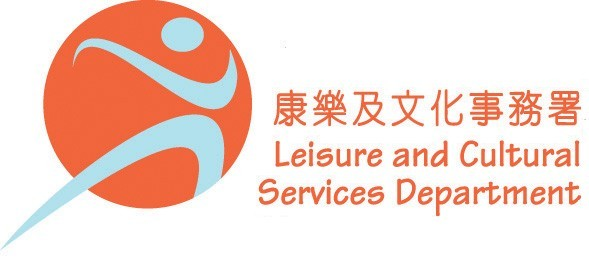 康樂及文化事務署
Leisure and Cultural
Services Department